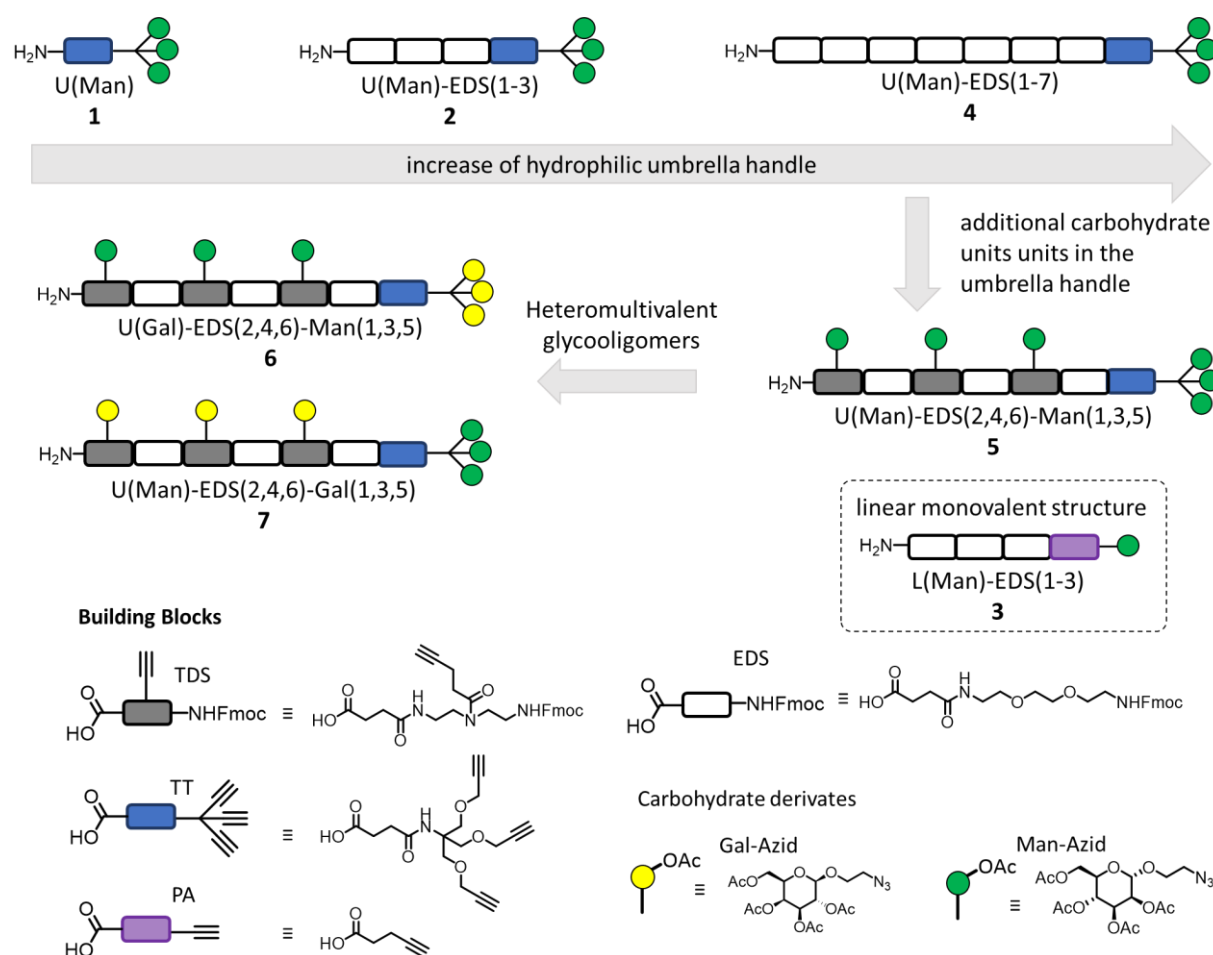 H₂N
U(Man)
1
H₂N
U(Man)-EDS(1-3)
2
H₂N
U(Man)-EDS(1-7)
4
increase of hydrophilic umbrella handle
additional carbohydrate
units units in the
umbrella handle
H₂N
U(Gal)-EDS(2,4,6)-Man(1,3,5)
6
Heteromultivalent
glycooligomers
H₂N
U(Man)-EDS(2,4,6)-Man(1,3,5)
5
H₂N
U(Man)-EDS(2,4,6)-Gal(1,3,5)
7
linear monovalent structure
H₂N
L(Man)-EDS(1-3)
3
Building Blocks
TDS
O
HO
NHFmoc
≡
HO
O
O
H
N
O
N
NHFmoc
EDS
O
HO
NHFmoc
≡
HO
O
O
H
N
O
O
NHFmoc
TT
O
HO
≡
HO
O
O
H
N
O
O
O
PA
O
HO
≡
HO
O
Carbohydrate derivates
OAc
≡
Gal-Azid
AcO
AcO
OAc
OAc
O
O
N₃
OAc
≡
Man-Azid
AcO
AcO
OAc
OAc
O
O
N₃